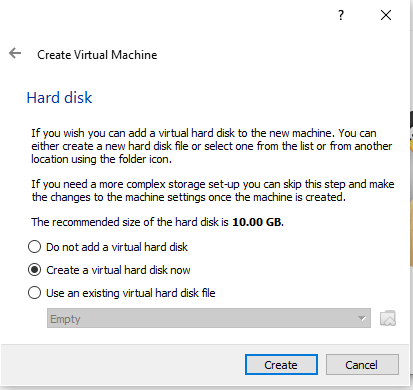 ?
Create Virtual Machine
Hard disk
If you wish you can add a virtual hard disk to the new machine. You can
either create a new hard disk file or select one from the list or from another
location using the folder icon.
If you need a more complex storage set-up you can skip this step and make
the changes to the machine settings once the machine is created.
The recommended size of the hard disk is 10.00 GB.
Do not add a virtual hard disk
Create a virtual hard disk now
Use an existing virtual hard disk file
Empty
Create Cancel